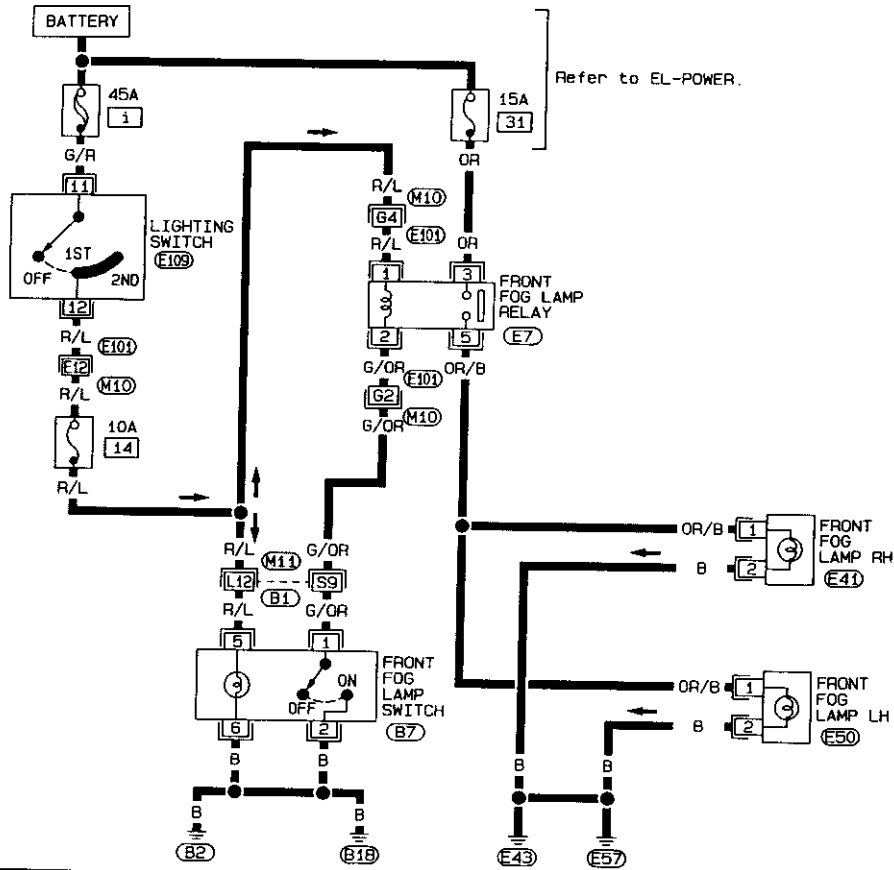 BATTERY
Refer to EL-POWER.
45A
i
15A
31
G/R
OR
11
R/L
M10
G4
LIGHTING
SWITCH
E109
R/L
E101
OR
OFF
1ST
2ND
1
3
FRONT
FOG LAMP
RELAY
E7
12
2
5
R/L
E101
E12
M10
R/L
G/OR
E101
OR/B
G2
M10
G/OR
10A
14
R/L
OR/B
1
FRONT
FOG
LAMP RH
E41
B
2
R/L
M11
G/OR
L12
S9
B1
R/L
G/OR
5
1
FRONT
FOG
LAMP
SWITCH
B7
OFF
ON
6
2
OR/B
1
FRONT
FOG
LAMP LH
E50
B
2
B
B
B
B
B
B
B2
B18
E43
E57